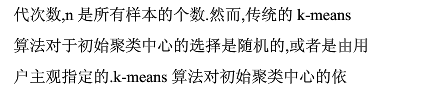 代次数,n 是所有样本的个数.然而,传统的 k-means
算法对于初始聚类中心的选择是随机的,或者是由用
户主观指定的.k-means 算法对初始聚类中心的依